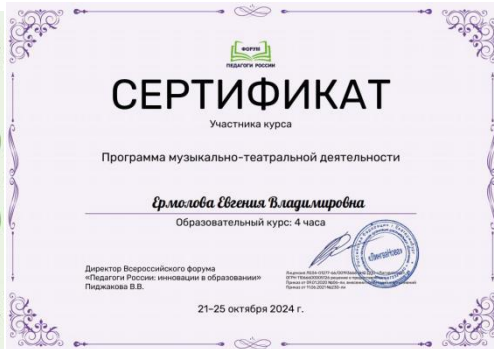 ФОРУМ
ПЕДАГОГИ РОССИИ
СЕРТИФИКАТ
Участника курса
Программа музыкально-театральной деятельности
Ермолова Евгения Владимировна
Образовательный курс: 4 часа
Директор Всероссийского форума
«Педагоги России: инновации в образовании»
Пиджакова В.В.
«ЛингваНова»
21–25 октября 2024 г.